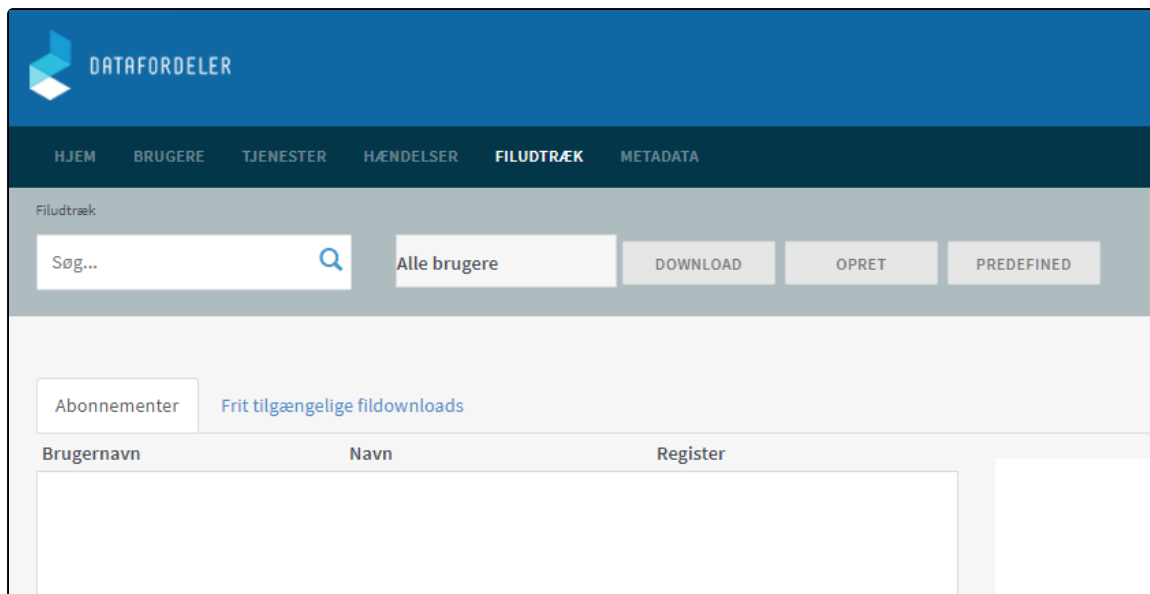 DATAFORDELER
HJEM BRUGERE TJENESTER HÆNDELSER FILUDTRÆK METADATA
Filudtræk
Søg... Alle brugere DOWNLOAD OPRET PREDEFINED
Abonnementer Frit tilgængelige fildownloads
Brugernavn Navn Register